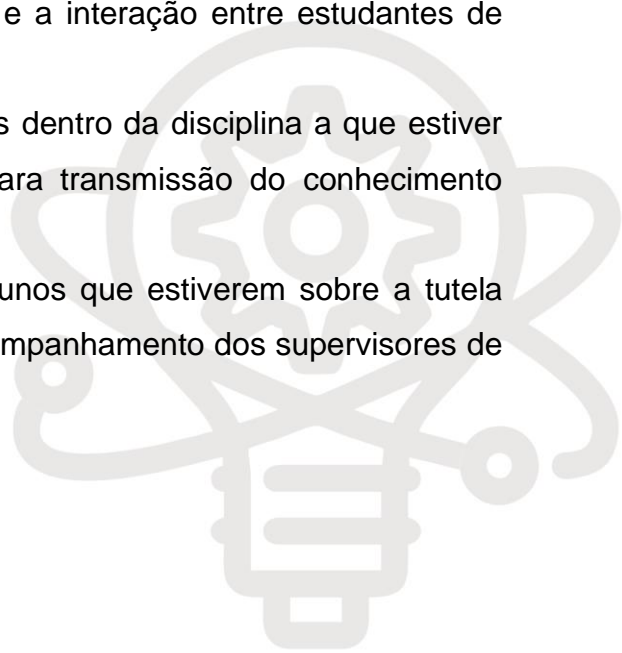 e a interação entre estudantes de
s dentro da disciplina a que estiver
ara transmissão do conhecimento
unos que estiverem sobre a tutela
mpanhamento dos supervisores de